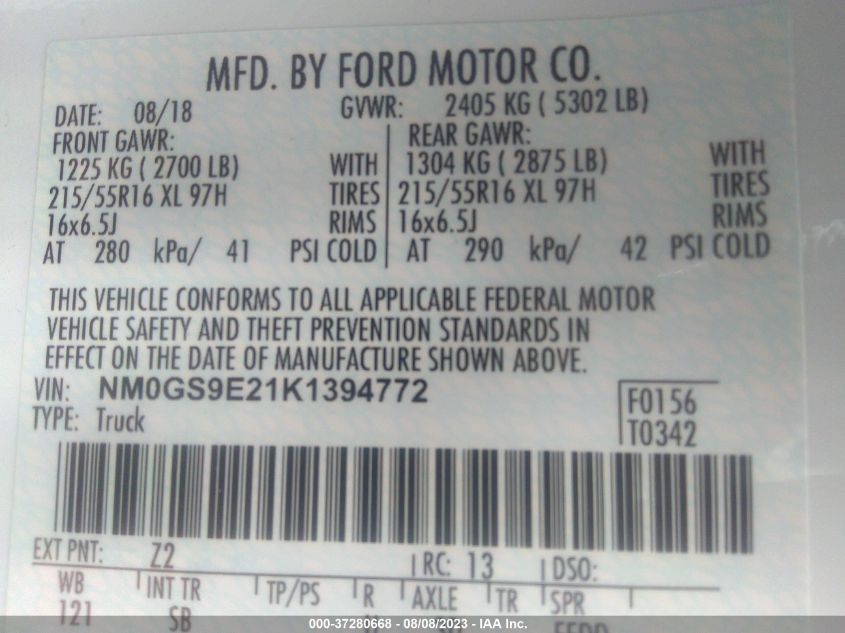 MFD. BY FORD MOTOR CO.
DATE: 08/18 GVWR: 2405 KG ( 5302 LB)
FRONT GAWR: REAR GAWR:
1225 KG ( 2700 LB) WITH 1304 KG ( 2875 LB) WITH
215/55R16 XL 97H TIRES 215/55R16 XL 97H TIRES
16x6.5J RIMS 16x6.5J RIMS
AT 280 kPa/ 41 PSI COLD AT 290 kPa/ 42 PSI COLD
THIS VEHICLE CONFORMS TO ALL APPLICABLE FEDERAL MOTOR
VEHICLE SAFETY AND THEFT PREVENTION STANDARDS IN
EFFECT ON THE DATE OF MANUFACTURE SHOWN ABOVE.
VIN: NM0GS9E21K1394772 F0156
TYPE: Truck T0342
EXT PNT: Z2 RC: 13 DSO:
WB INT TR TP/PS R AXLE TR SPR
121 SB
000-37280668 - 08/08/2023 - IAA Inc.